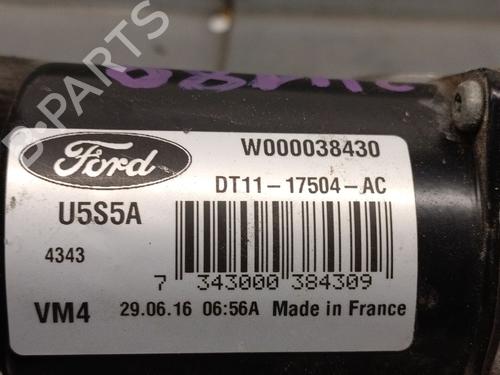 B-PARTS
Ford
W000038430
DT11-17504-AC
U5S5A
4343
7 343000 384309
VM4 29.06.16 06:56A Made in France